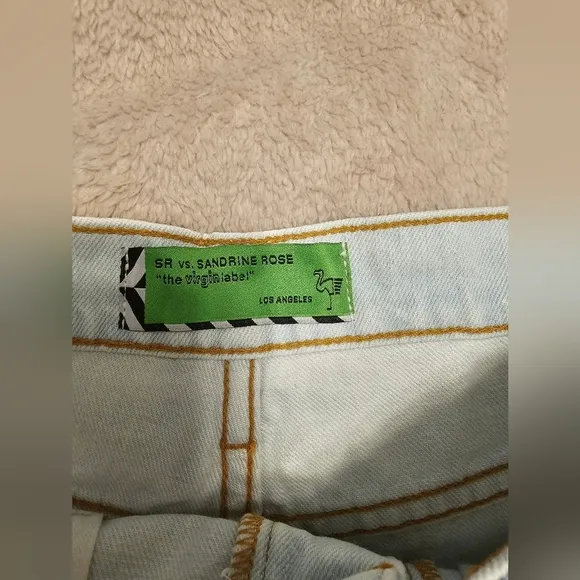 SR vs. SANDRINE ROSE
"the virginlabel"
LOS ANGELES